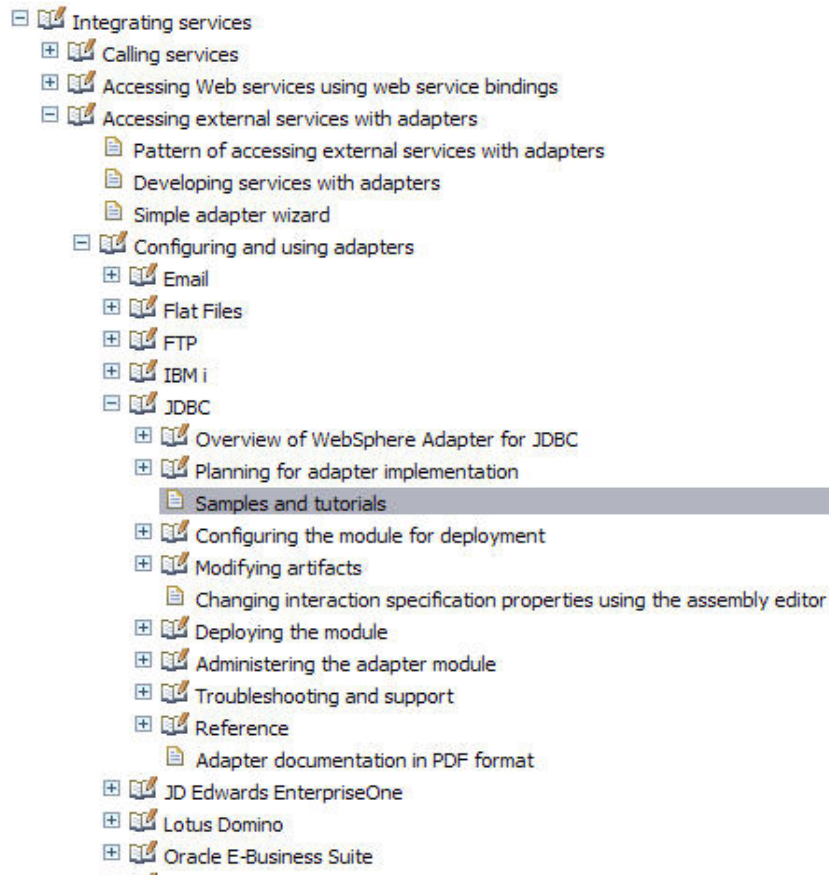 Integrating services
Calling services
Accessing Web services using web service bindings
Accessing external services with adapters
Pattern of accessing external services with adapters
Developing services with adapters
Simple adapter wizard
Configuring and using adapters
Email
Flat Files
FTP
IBM i
JDBC
Overview of WebSphere Adapter for JDBC
Planning for adapter implementation
Samples and tutorials
Configuring the module for deployment
Modifying artifacts
Changing interaction specification properties using the assembly editor
Deploying the module
Administering the adapter module
Troubleshooting and support
Reference
Adapter documentation in PDF format
JD Edwards EnterpriseOne
Lotus Domino
Oracle E-Business Suite